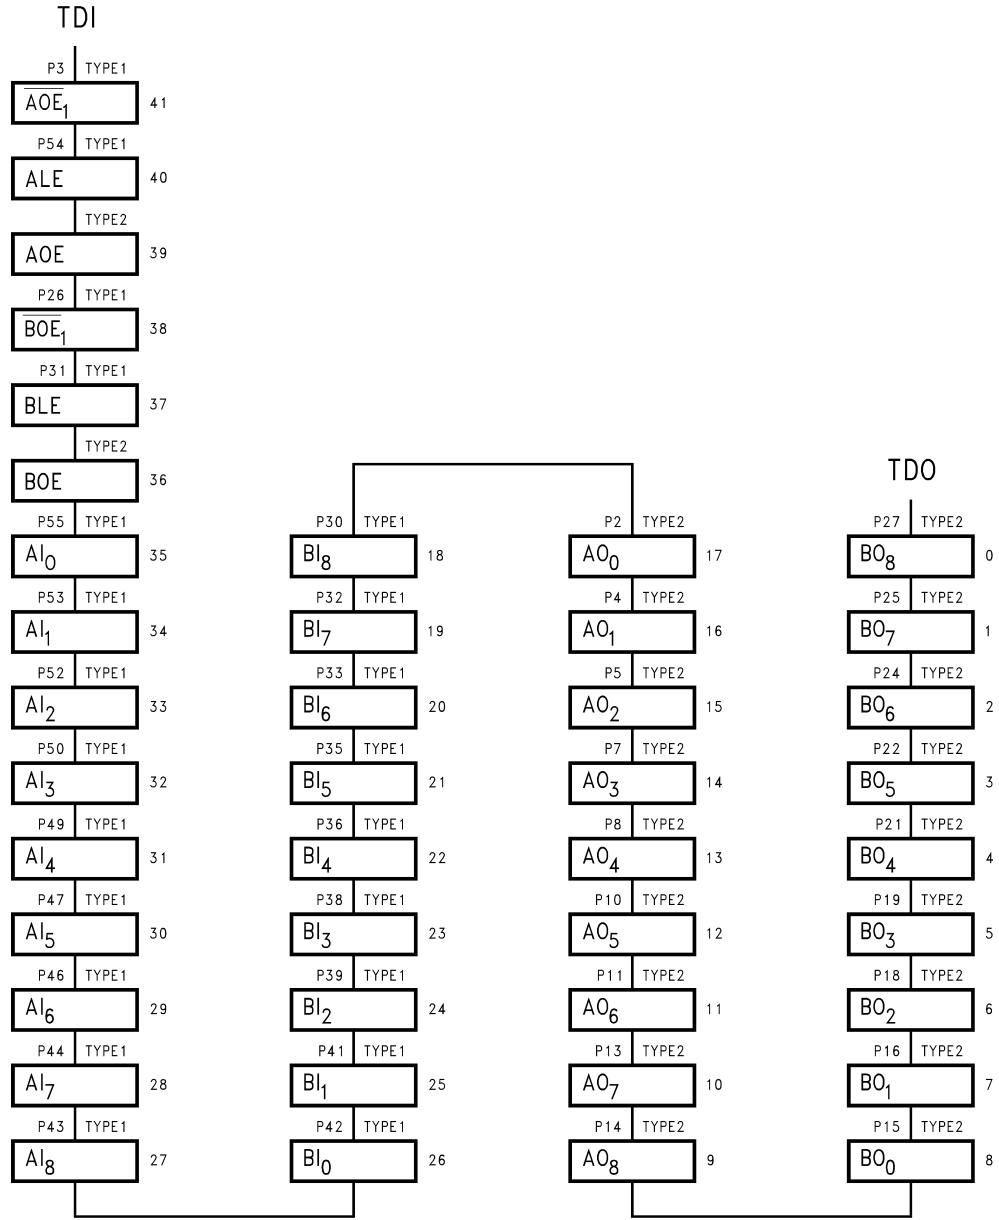 TDI
P3 TYPE1
A̅O̅E̅₁ 41
P54 TYPE1
ALE 40
TYPE2
AOE 39
P26 TYPE1
B̅O̅E̅₁ 38
P31 TYPE1
BLE 37
TYPE2
BOE 36
P55 TYPE1
AI₀ 35
P53 TYPE1
AI₁ 34
P52 TYPE1
AI₂ 33
P50 TYPE1
AI₃ 32
P49 TYPE1
AI₄ 31
P47 TYPE1
AI₅ 30
P46 TYPE1
AI₆ 29
P44 TYPE1
AI₇ 28
P43 TYPE1
AI₈ 27
P30 TYPE1
BI₈ 18
P32 TYPE1
BI₇ 19
P33 TYPE1
BI₆ 20
P35 TYPE1
BI₅ 21
P36 TYPE1
BI₄ 22
P38 TYPE1
BI₃ 23
P39 TYPE1
BI₂ 24
P41 TYPE1
BI₁ 25
P42 TYPE1
BI₀ 26
P2 TYPE2
AO₀ 17
P4 TYPE2
AO₁ 16
P5 TYPE2
AO₂ 15
P7 TYPE2
AO₃ 14
P8 TYPE2
AO₄ 13
P10 TYPE2
AO₅ 12
P11 TYPE2
AO₆ 11
P13 TYPE2
AO₇ 10
P14 TYPE2
AO₈ 9
TDO
P27 TYPE2
BO₈ 0
P25 TYPE2
BO₇ 1
P24 TYPE2
BO₆ 2
P22 TYPE2
BO₅ 3
P21 TYPE2
BO₄ 4
P19 TYPE2
BO₃ 5
P18 TYPE2
BO₂ 6
P16 TYPE2
BO₁ 7
P15 TYPE2
BO₀ 8